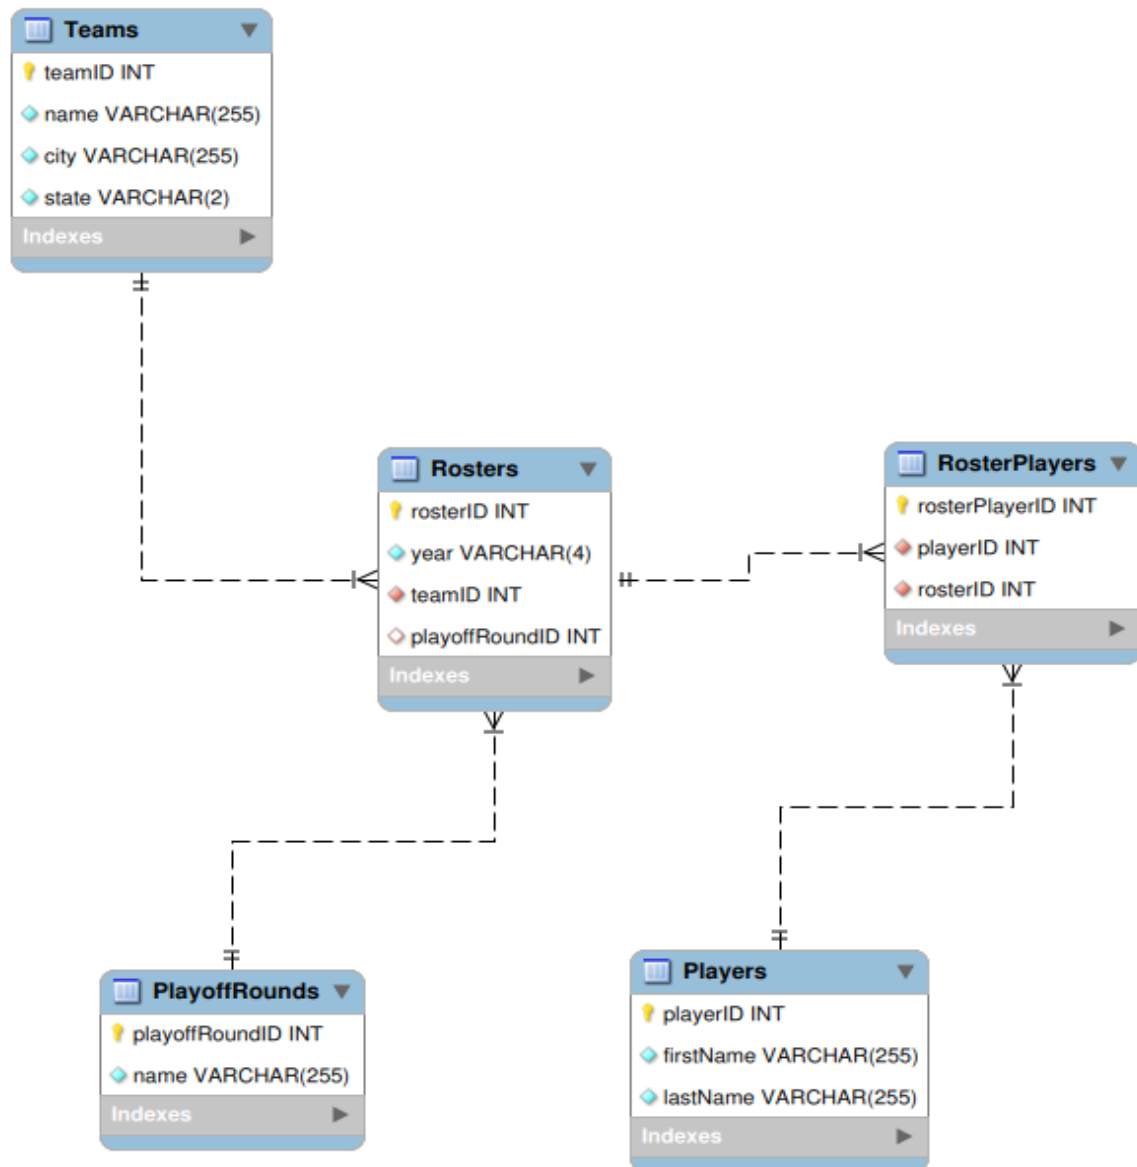 Teams
teamID INT
name VARCHAR(255)
city VARCHAR(255)
state VARCHAR(2)
Indexes
Rosters
rosterID INT
year VARCHAR(4)
teamID INT
playoffRoundID INT
Indexes
RosterPlayers
rosterPlayerID INT
playerID INT
rosterID INT
Indexes
PlayoffRounds
playoffRoundID INT
name VARCHAR(255)
Indexes
Players
playerID INT
firstName VARCHAR(255)
lastName VARCHAR(255)
Indexes